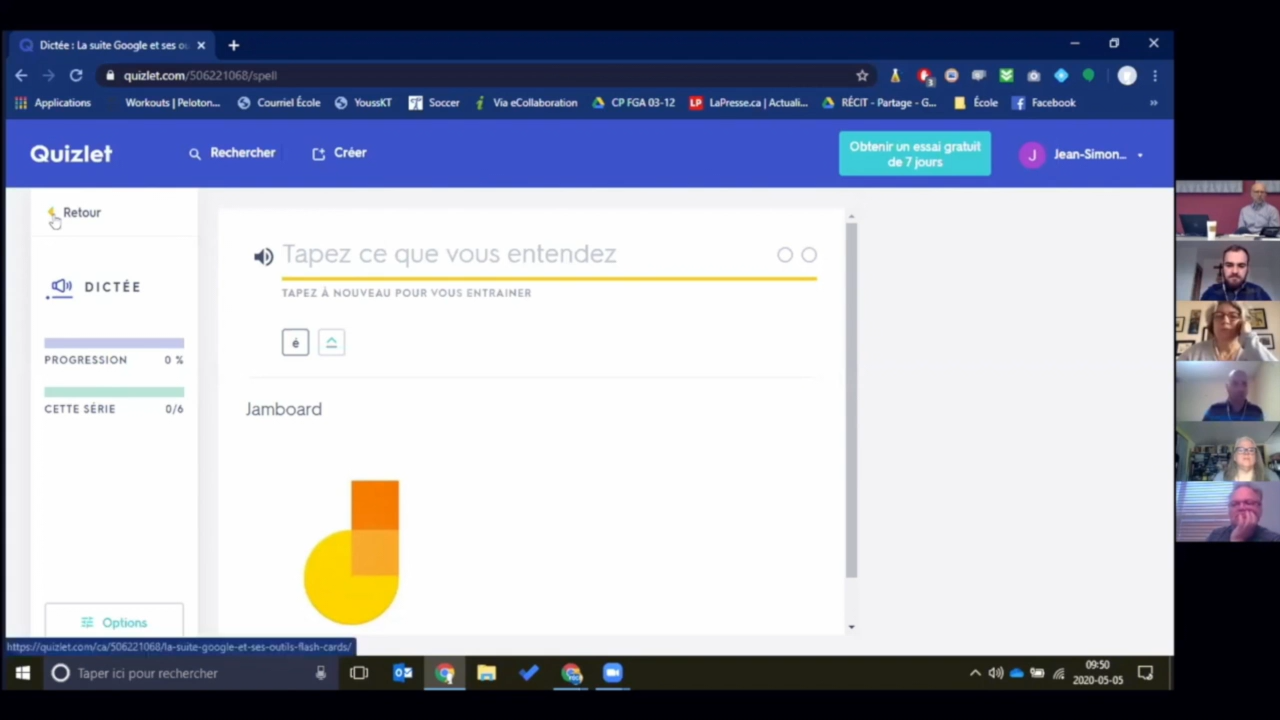 Dictée : La suite Google et ses ou
quizlet.com/506221068/spell
Applications Workouts | Peloton... Courriel École YoussKT Soccer Via eCollaboration CP FGA 03-12 LaPresse.ca | Actuali... RÉCIT - Partage - G... École Facebook
Quizlet Rechercher Créer Obtenir un essai gratuit
de 7 jours
J Jean-Simon...
Retour
Tapez ce que vous entendez
TAPEZ À NOUVEAU POUR VOUS ENTRAINER
é
DICTÉE
PROGRESSION 0 %
CETTE SÉRIE 0/6
Jamboard
Options
https://quizlet.com/ca/506221068/la-suite-google-et-ses-outils-flash-cards/
Taper ici pour rechercher
09:50
2020-05-05